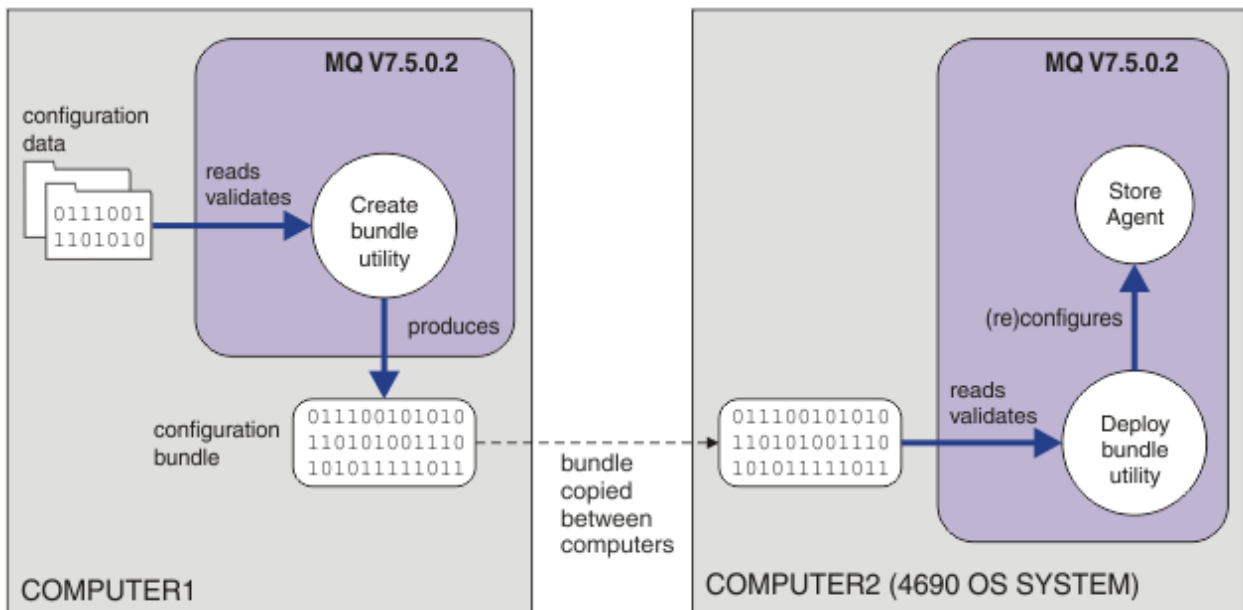 MQ V7.5.0.2
configuration
data
0111001
1101010
reads
validates
Create
bundle
utility
produces
configuration
bundle
011100101010
110101001110
101011111011
COMPUTER1
bundle
copied
between
computers
MQ V7.5.0.2
Store
Agent
(re)configures
011100101010
110101001110
101011111011
reads
validates
Deploy
bundle
utility
COMPUTER2 (4690 OS SYSTEM)